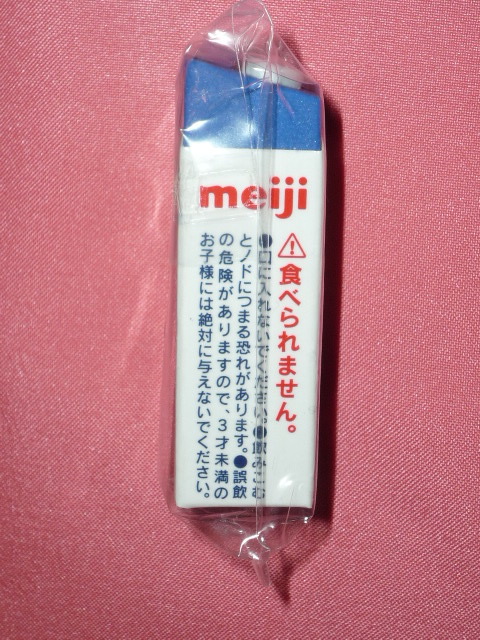 meiji
⚠食べられません。
●口に入れないでください。●飲みこむ
とノドにつまる恐れがあります。●誤飲
の危険がありますので、3才未満の
お子様には絶対に与えないでください。